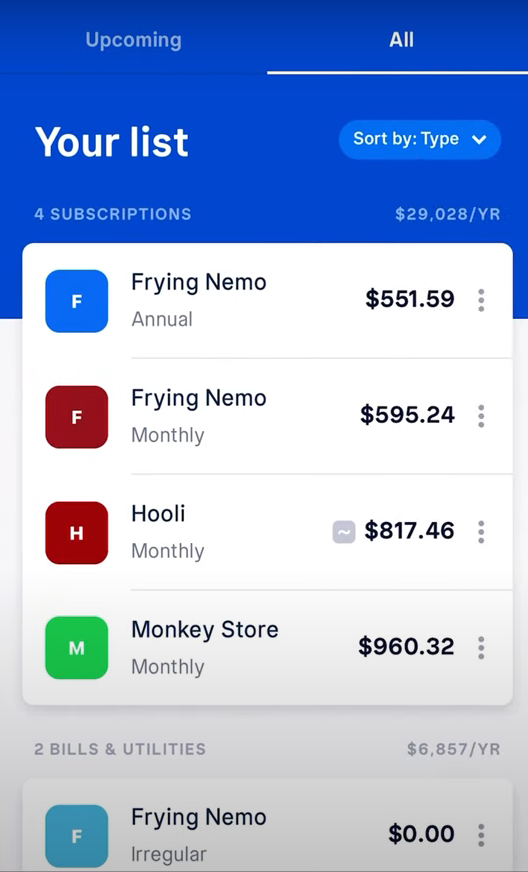 Upcoming All
Your list Sort by: Type
4 SUBSCRIPTIONS $29,028/YR
F Frying Nemo $551.59
Annual
F Frying Nemo $595.24
Monthly
H Hooli ~ $817.46
Monthly
M Monkey Store $960.32
Monthly
2 BILLS & UTILITIES $6,857/YR
F Frying Nemo $0.00
Irregular